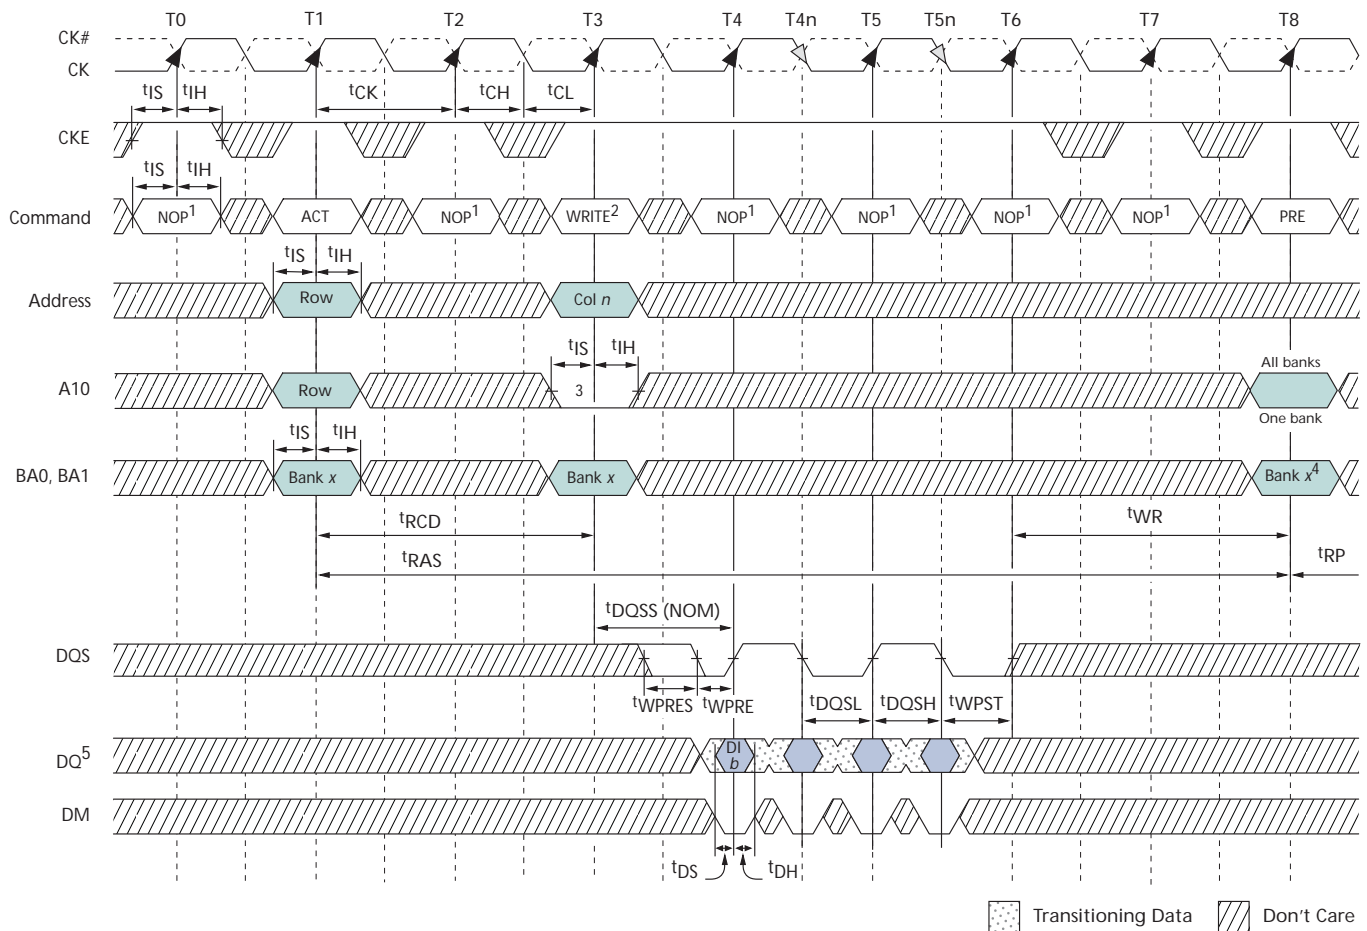 T0 T1 T2 T3 T4 T4n T5 T5n T6 T7 T8
CK#
CK
tIS tIH tCK tCH tCL
CKE
tIS tIH
Command NOP1 ACT NOP1 WRITE2 NOP1 NOP1 NOP1 NOP1 PRE
tIS tIH
Address Row Col n
tIS tIH
All banks
A10 Row 3
One bank
tIS tIH
BA0, BA1 Bank x Bank x Bank x4
tRCD tWR
tRAS tRP
tDQSS (NOM)
DQS
tWPRES tWPRE tDQSL tDQSH tWPST
DQ5 DI
b
DM
tDS tDH
Transitioning Data Don't Care